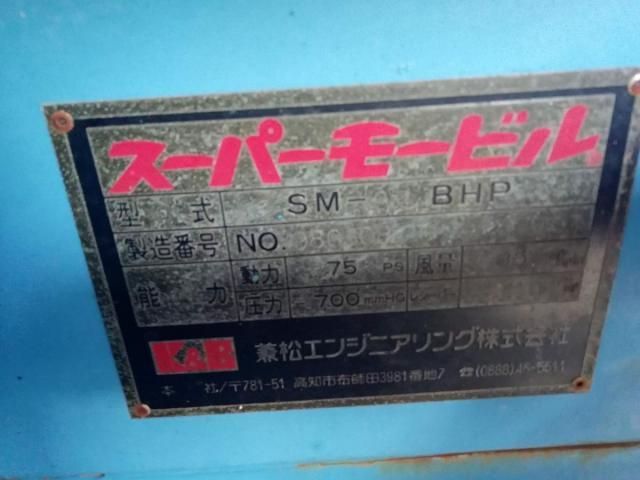 スーパーモービル
型式 SM- BHP
製造番号 NO.
能力 動力 75 PS 風量
圧力 -700 mmHG
兼松エンジニアリング株式会社
本社/〒781-51 高知市布師田3981番地7 ☎(0888)45-5511